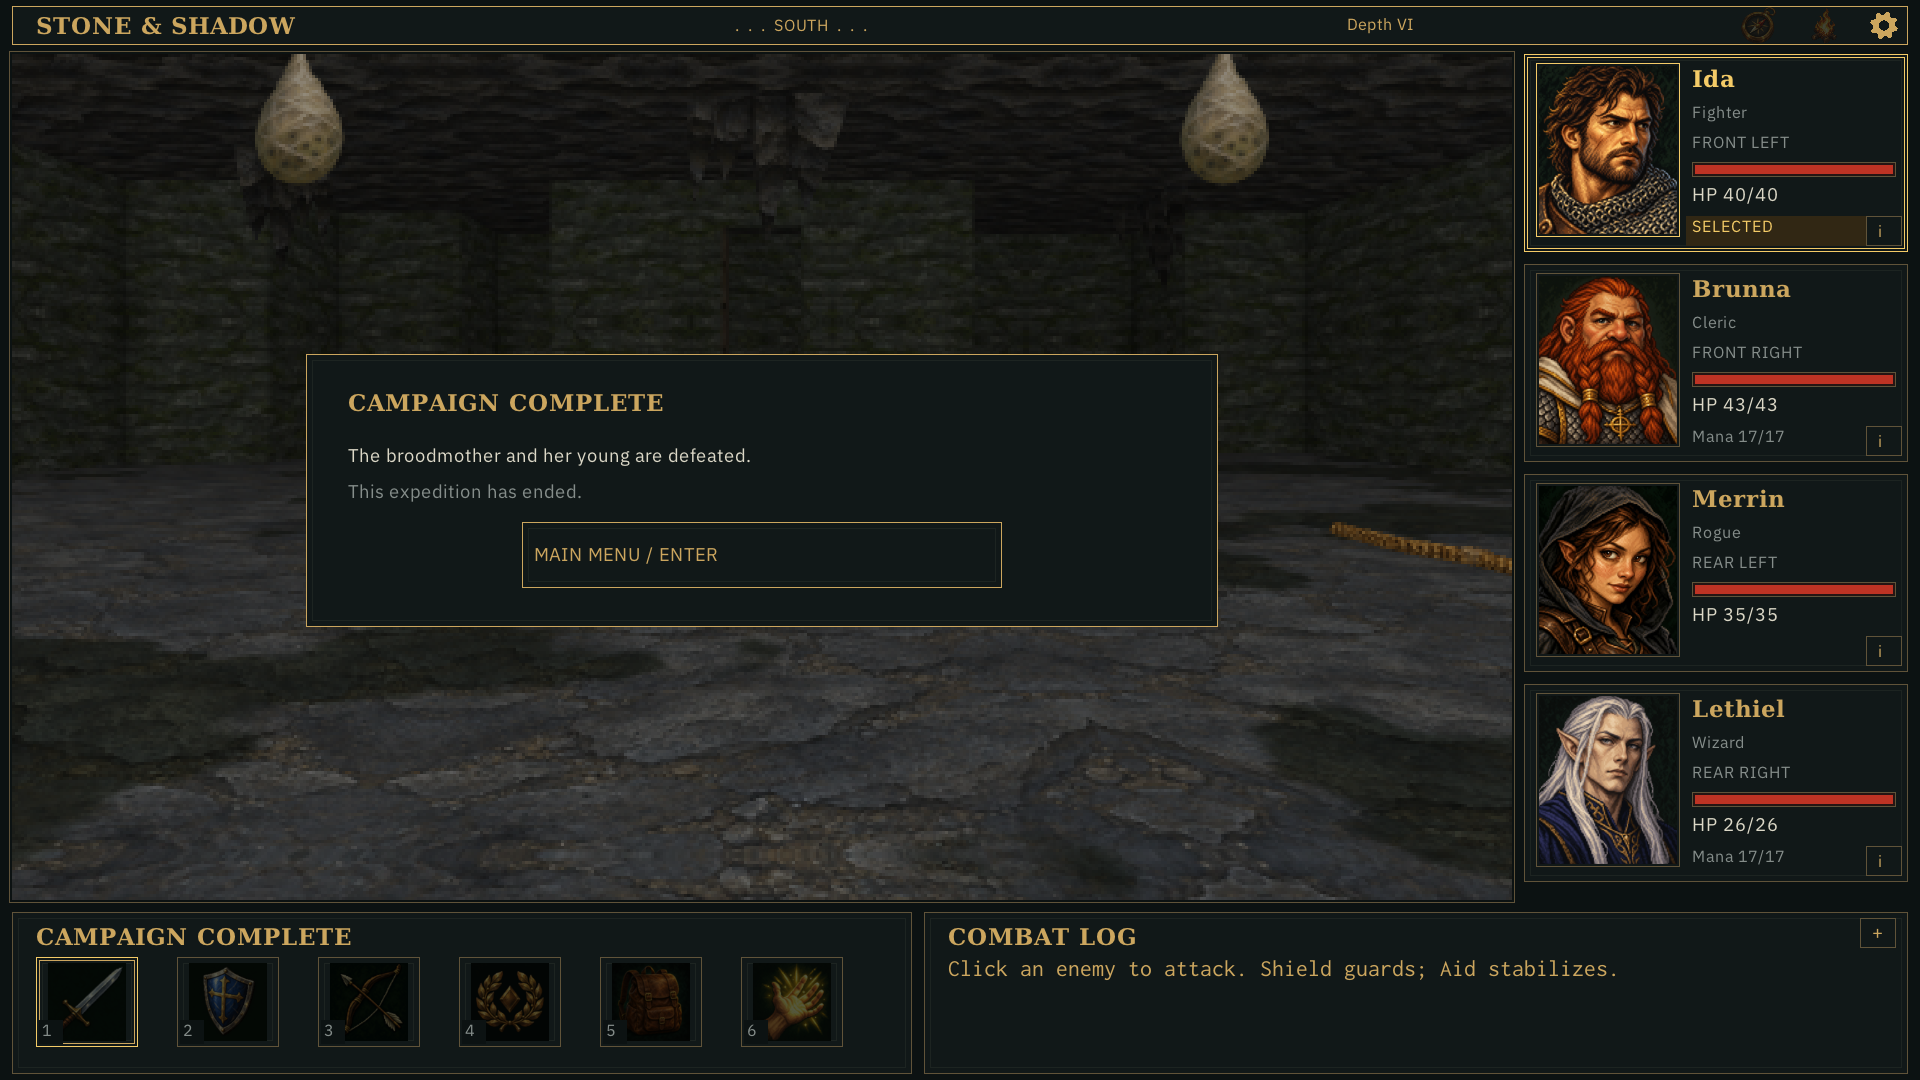 STONE & SHADOW
. . . SOUTH . . .
Depth VI
Ida
Fighter
FRONT LEFT
HP 40/40
SELECTED
i
Brunna
Cleric
FRONT RIGHT
HP 43/43
Mana 17/17
i
Merrin
Rogue
REAR LEFT
HP 35/35
i
Lethiel
Wizard
REAR RIGHT
HP 26/26
Mana 17/17
i
CAMPAIGN COMPLETE
The broodmother and her young are defeated.
This expedition has ended.
MAIN MENU / ENTER
CAMPAIGN COMPLETE
1
2
3
4
5
6
COMBAT LOG
+
Click an enemy to attack. Shield guards; Aid stabilizes.